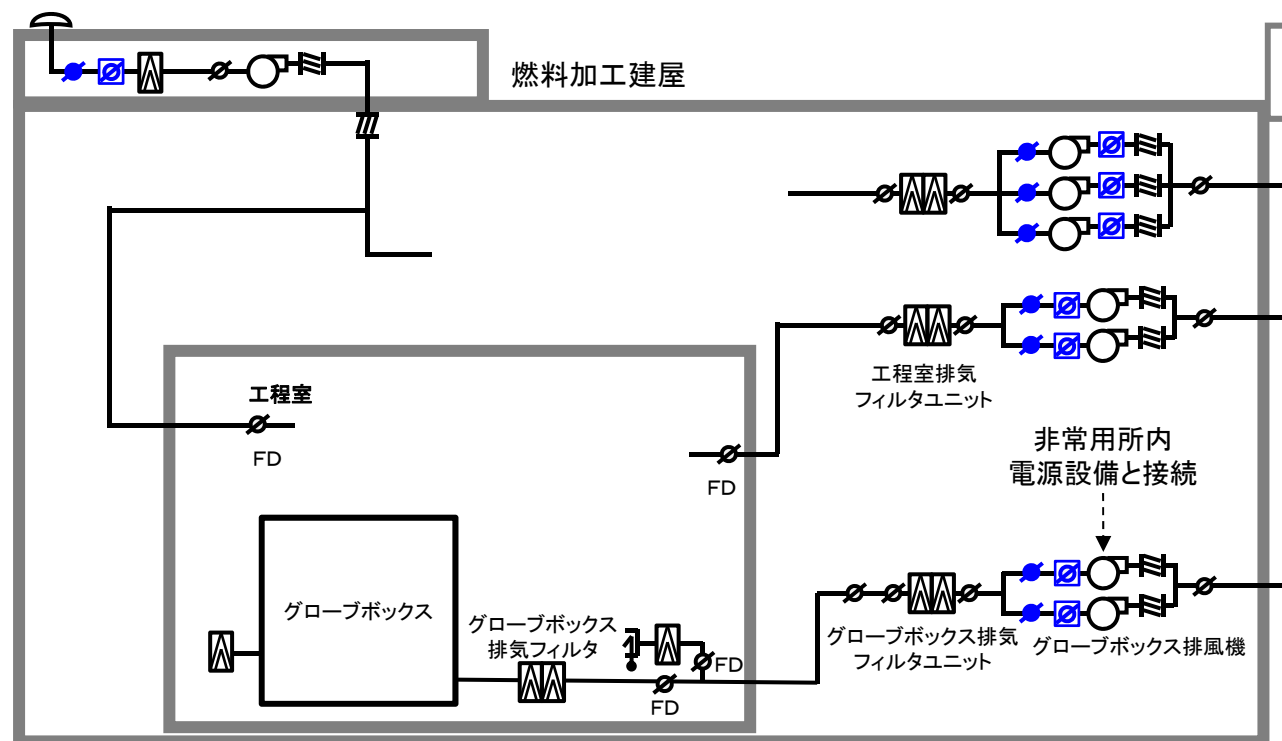 燃料加工建屋
工程室排気
フィルタユニット
工程室
FD
FD
非常用所内
電源設備と接続
グローブボックス
グローブボックス
排気フィルタ
FD
FD
グローブボックス排気
フィルタユニット
グローブボックス排風機